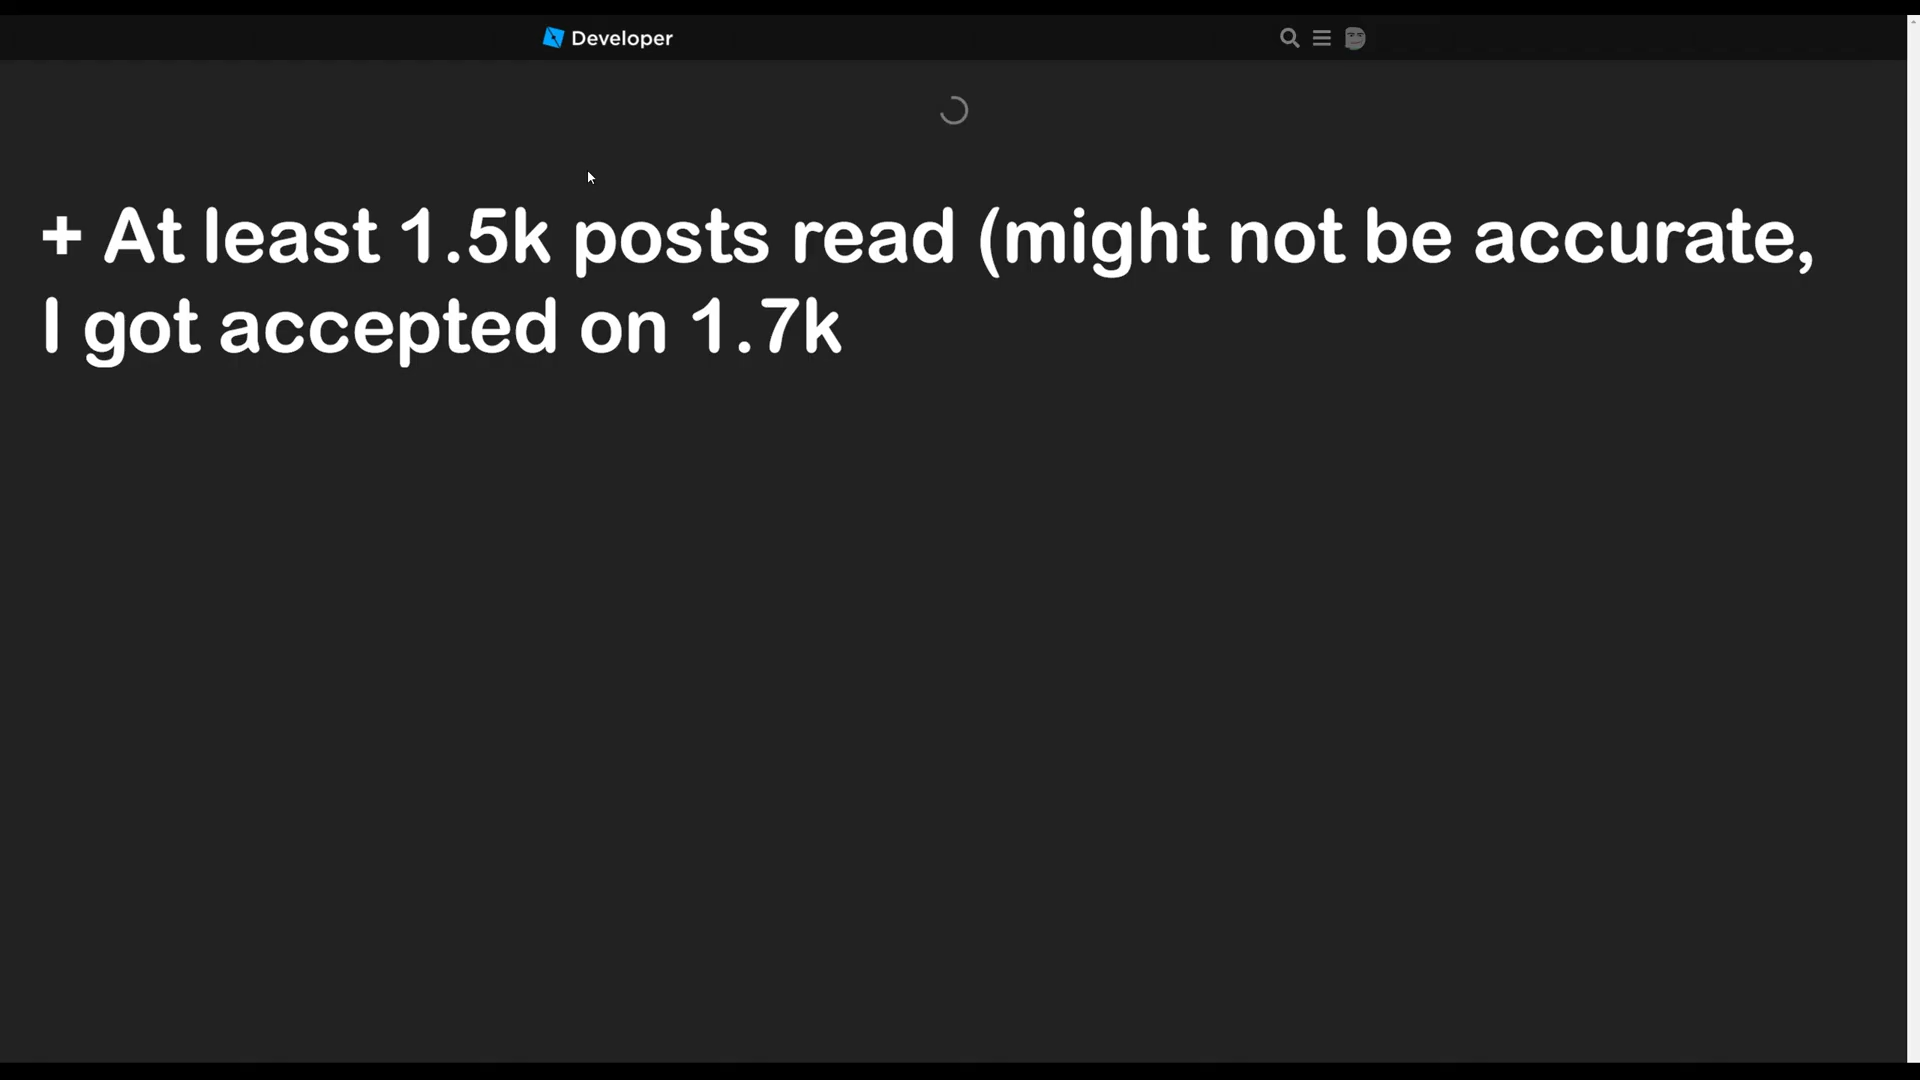 Developer
+ At least 1.5k posts read (might not be accurate,
I got accepted on 1.7k